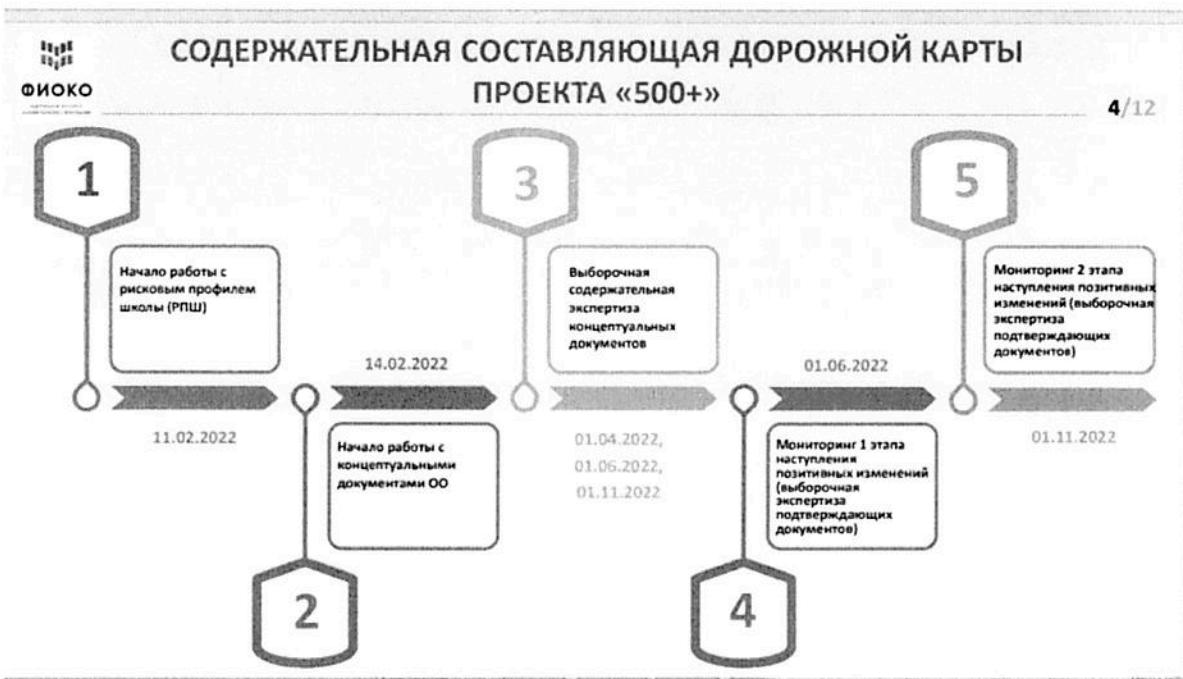 ФИОКО
СОДЕРЖАТЕЛЬНАЯ СОСТАВЛЯЮЩАЯ ДОРОЖНОЙ КАРТЫ
ПРОЕКТА «500+»
4/12
1
Начало работы с
рисковым профилем
школы (РПШ)
11.02.2022
2
14.02.2022
Начало работы с
концептуальными
документами ОО
3
Выборочная
содержательная
экспертиза
концептуальных
документов
01.04.2022,
01.06.2022,
01.11.2022
4
01.06.2022
Мониторинг 1 этапа
наступления
позитивных изменений
(выборочная
экспертиза
подтверждающих
документов)
5
Мониторинг 2 этапа
наступления позитивных
изменений (выборочная
экспертиза
подтверждающих
документов)
01.11.2022